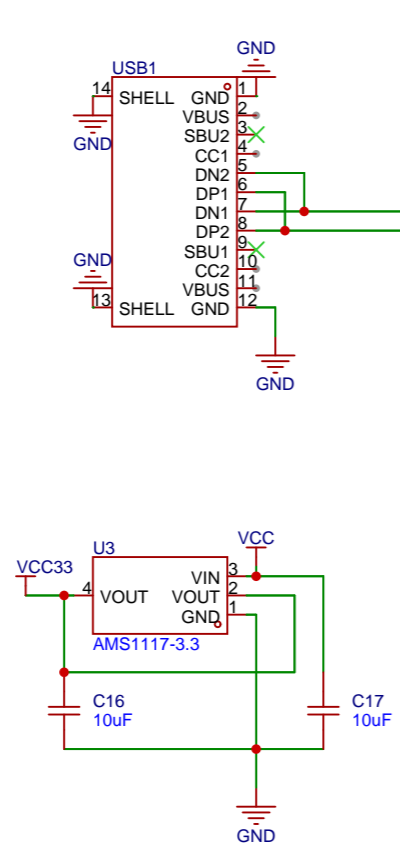 GND
USB1
14 SHELL GND 1
VBUS 2
SBU2 3
GND CC1 4
DN2 5
DP1 6
DN1 7
DP2 8
SBU1 9
GND CC2 10
VBUS 11
13 SHELL GND 12
GND
U3 VCC
VCC33 VIN 3
4 VOUT VOUT 2
GND 1
AMS1117-3.3
C16 C17
10uF 10uF
GND